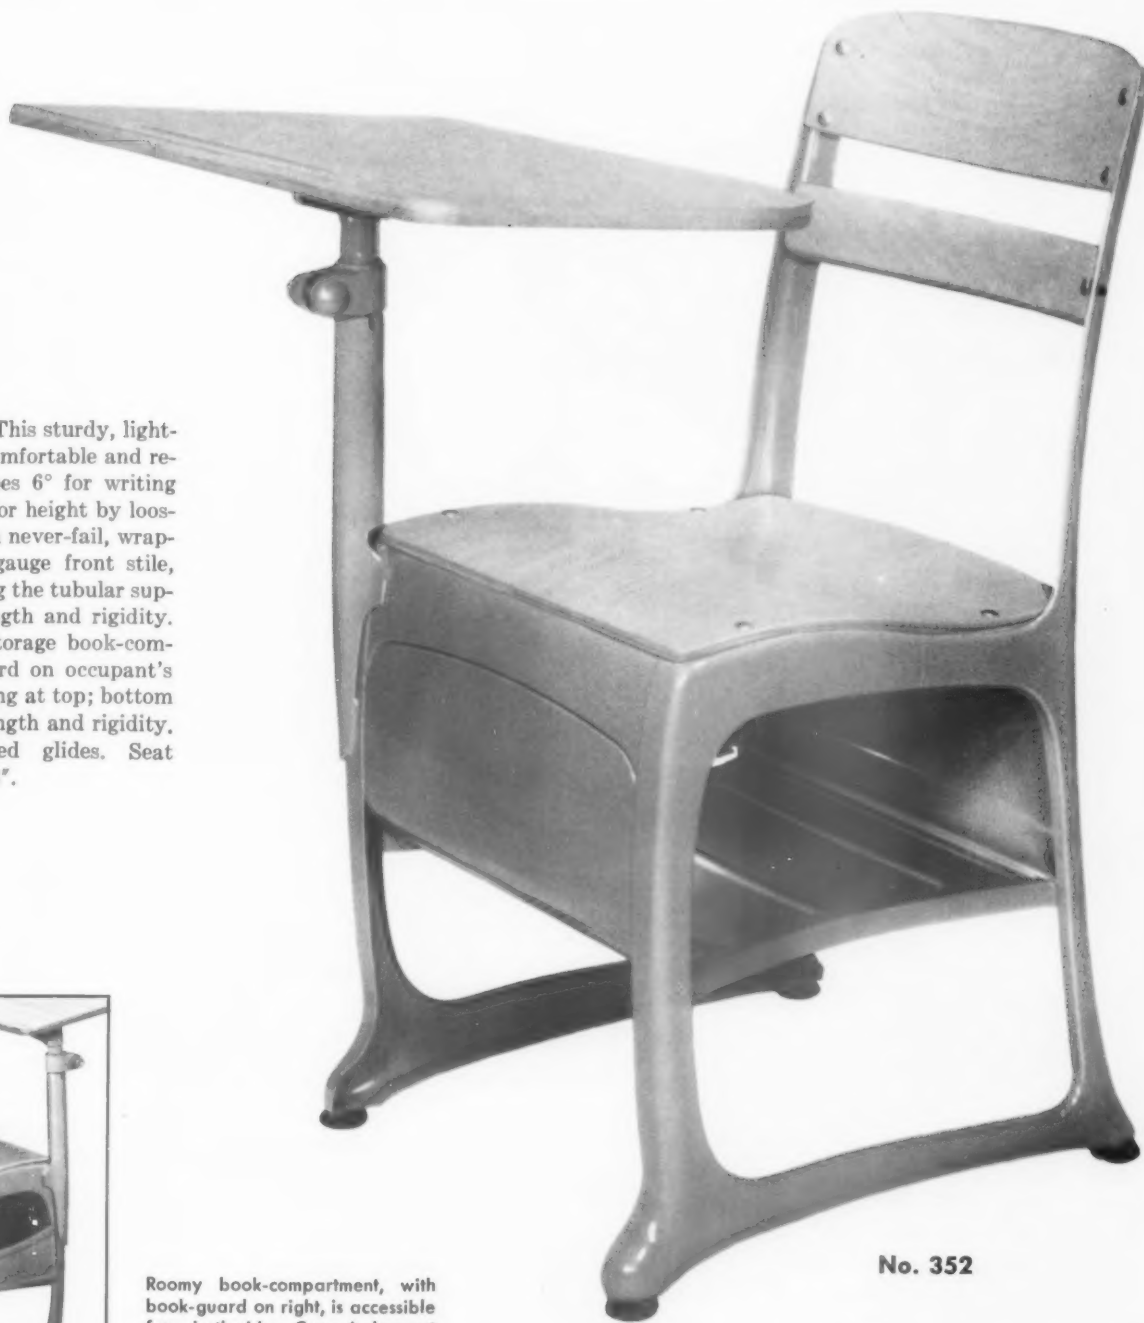 This sturdy, light-
mfortable and re-
es 6° for writing
or height by loos-
never-fail, wrap-
gauge front stile,
g the tubular sup-
gth and rigidity.
torage book-com-
rd on occupant's
ng at top; bottom
ngth and rigidity.
ed glides. Seat
No. 352
Roomy book-compartment, with
book-guard on right, is accessible